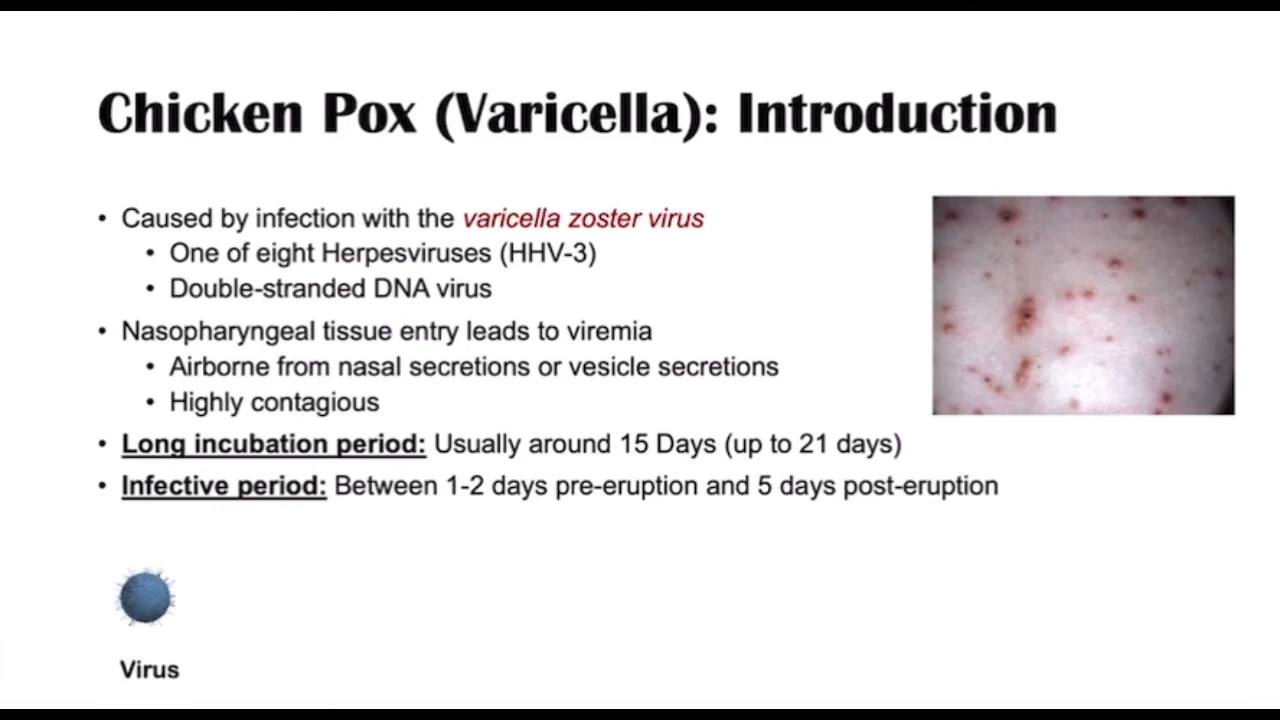 Chicken Pox (Varicella): Introduction
• Caused by infection with the varicella zoster virus
• One of eight Herpesviruses (HHV-3)
• Double-stranded DNA virus
• Nasopharyngeal tissue entry leads to viremia
• Airborne from nasal secretions or vesicle secretions
• Highly contagious
• Long incubation period: Usually around 15 Days (up to 21 days)
• Infective period: Between 1-2 days pre-eruption and 5 days post-eruption
Virus